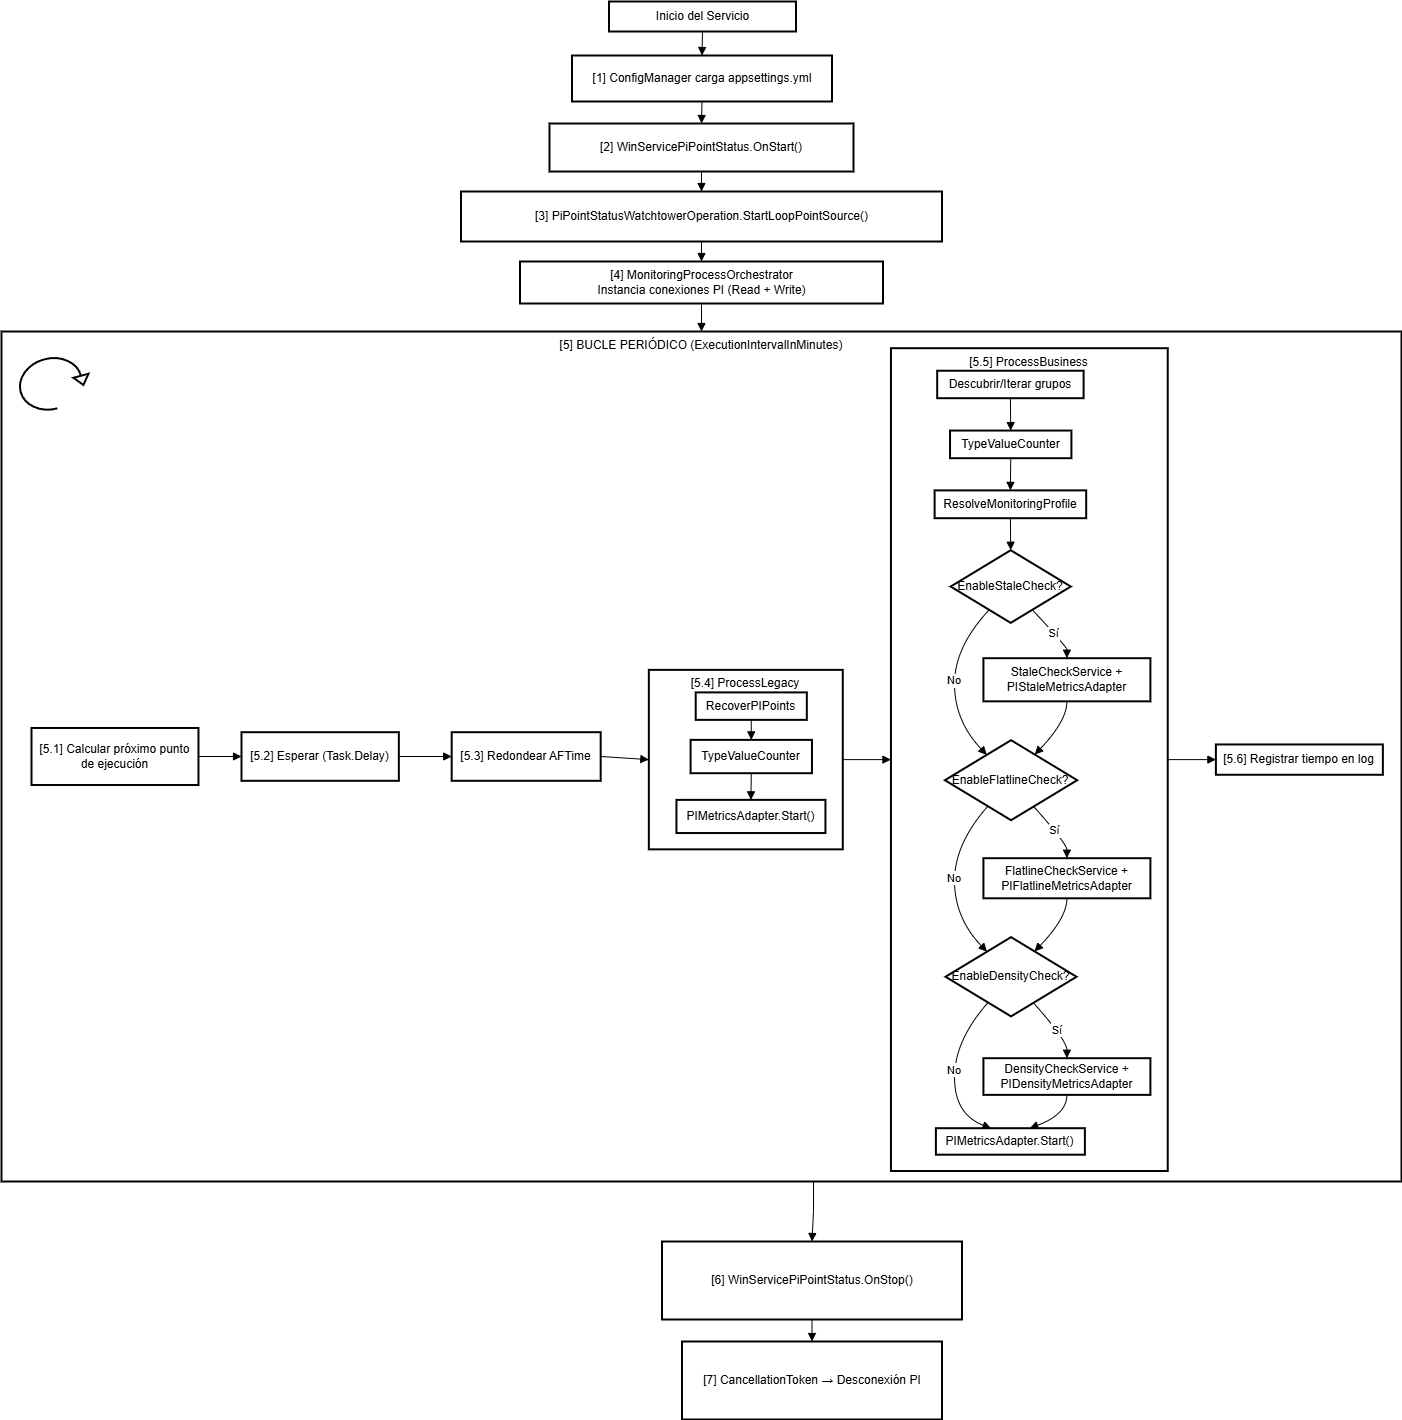 Inicio del Servicio
[1] ConfigManager carga appsettings.yml
[2] WinServicePiPointStatus.OnStart()
[3] PiPointStatusWatchtowerOperation.StartLoopPointSource()
[4] MonitoringProcessOrchestrator
Instancia conexiones PI (Read + Write)
[5] BUCLE PERIÓDICO (ExecutionIntervalInMinutes)
[5.1] Calcular próximo punto
de ejecución
[5.2] Esperar (Task.Delay)
[5.3] Redondear AFTime
[5.4] ProcessLegacy
RecoverPIPoints
TypeValueCounter
PIMetricsAdapter.Start()
[5.5] ProcessBusiness
Descubrir/Iterar grupos
TypeValueCounter
ResolveMonitoringProfile
EnableStaleCheck?
Sí
No
StaleCheckService +
PIStaleMetricsAdapter
EnableFlatlineCheck?
Sí
No
FlatlineCheckService +
PIFlatlineMetricsAdapter
EnableDensityCheck?
Sí
No
DensityCheckService +
PIDensityMetricsAdapter
PIMetricsAdapter.Start()
[5.6] Registrar tiempo en log
[6] WinServicePiPointStatus.OnStop()
[7] CancellationToken → Desconexión PI